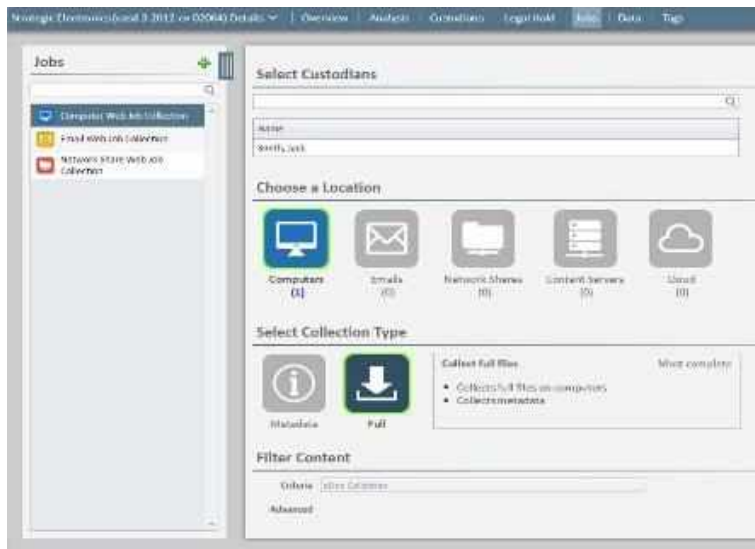 Details
Overview
Analysis
Custodians
Legal Hold
Jobs
Data
Tags
Jobs
Computer Web Job Collection
Email Web Job Collection
Network Share Web Job
Collection
Select Custodians
Name
Smith, Jack
Choose a Location
Computers
(1)
Emails
(0)
Network Shares
(0)
Content Servers
(0)
Cloud
(0)
Select Collection Type
Metadata
Full
Collect full files
Most complete
• Collects full files on computers
• Collects metadata
Filter Content
Criteria
Advanced